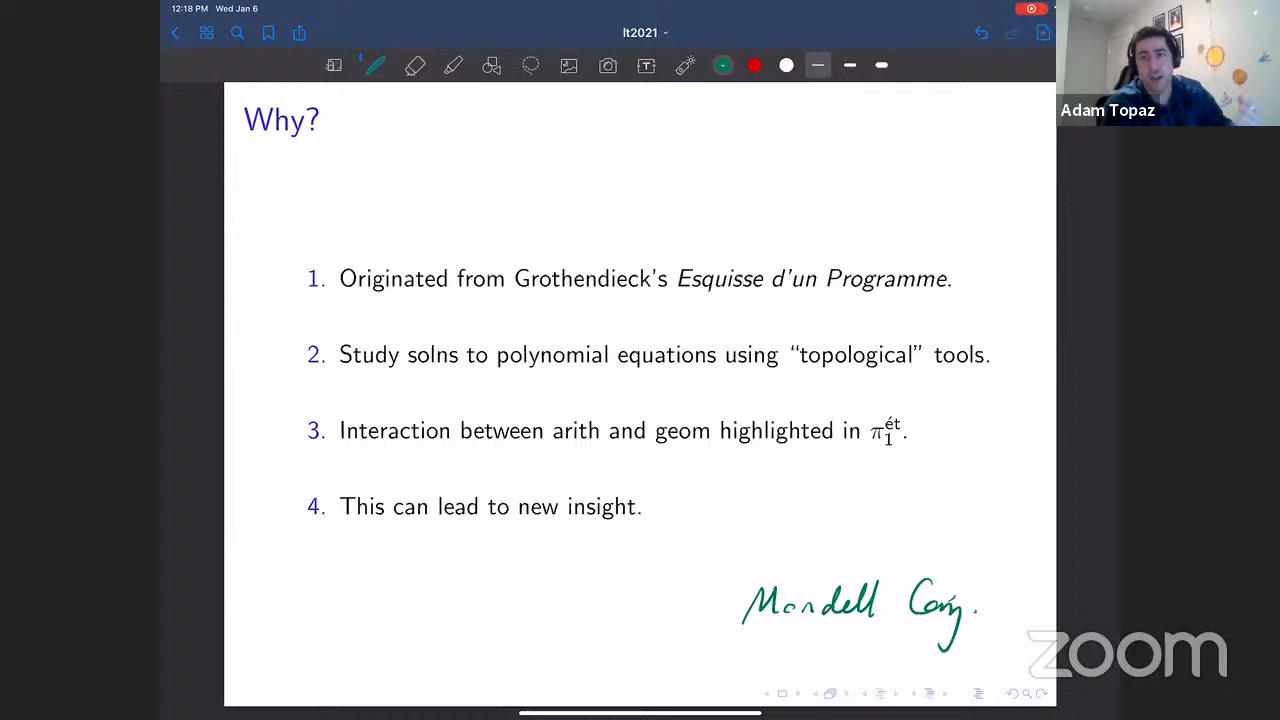 12:18 PM Wed Jan 6
lt2021
Adam Topaz
Why?
1. Originated from Grothendieck's Esquisse d'un Programme.
2. Study solns to polynomial equations using “topological” tools.
3. Interaction between arith and geom highlighted in π₁ᵉ́ᵗ.
4. This can lead to new insight.
Mordell Conj.
zoom